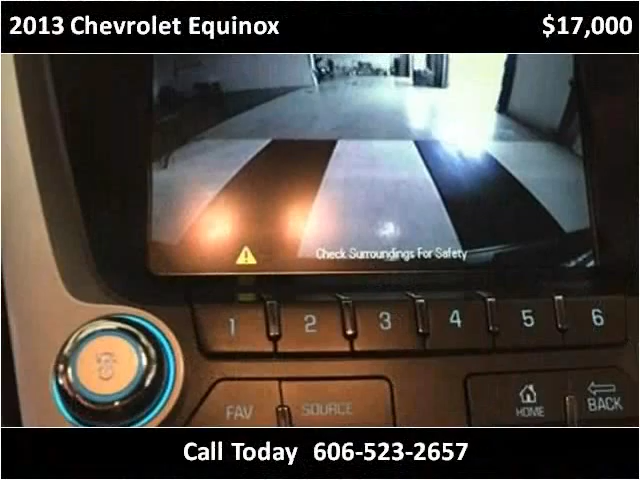 2013 Chevrolet Equinox $17,000
Check Surroundings For Safety
1 2 3 4 5 6
FAV SOURCE HOME BACK
Call Today 606-523-2657